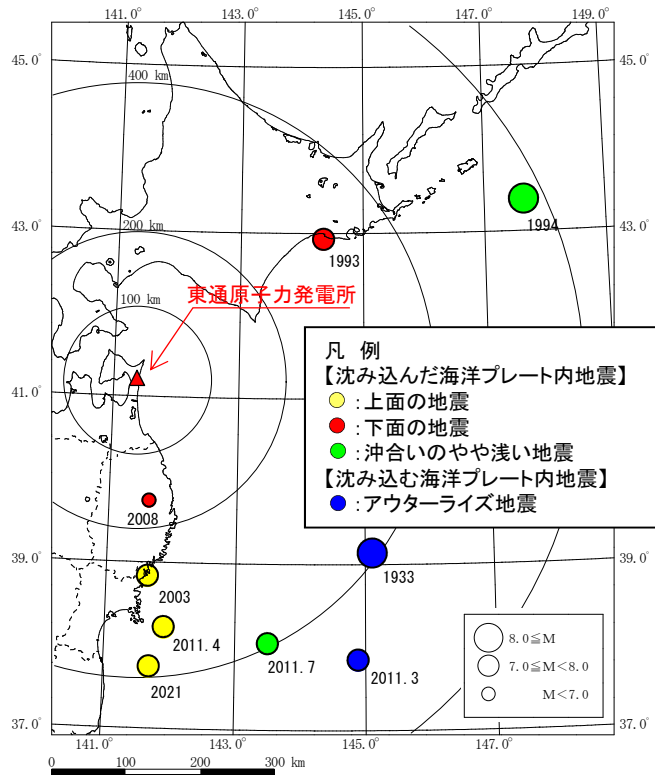 141.0° 143.0° 145.0° 147.0° 149.0°
45.0° 45.0°
400 km
43.0° 43.0°
1994
1993
200 km
東通原子力発電所
100 km
凡 例
【沈み込んだ海洋プレート内地震】
:上面の地震
:下面の地震
:沖合いのやや浅い地震
【沈み込む海洋プレート内地震】
:アウターライズ地震
41.0° 41.0°
2008
39.0° 39.0°
1933
2003
2011.4
2011.7
2011.3
2021
8.0≦M
7.0≦M<8.0
M<7.0
37.0° 37.0°
141.0° 143.0° 145.0° 147.0°
0 100 200 300 km